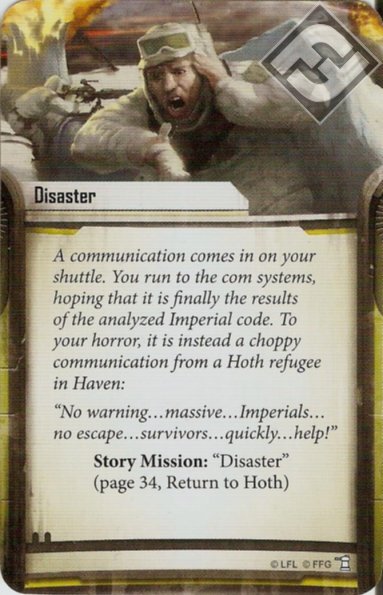 Disaster
A communication comes in on your
shuttle. You run to the com systems,
hoping that it is finally the results
of the analyzed Imperial code. To
your horror, it is instead a choppy
communication from a Hoth refugee
in Haven:
“No warning…massive…Imperials…
no escape…survivors…quickly…help!”
Story Mission: “Disaster”
(page 34, Return to Hoth)
© LFL © FFG